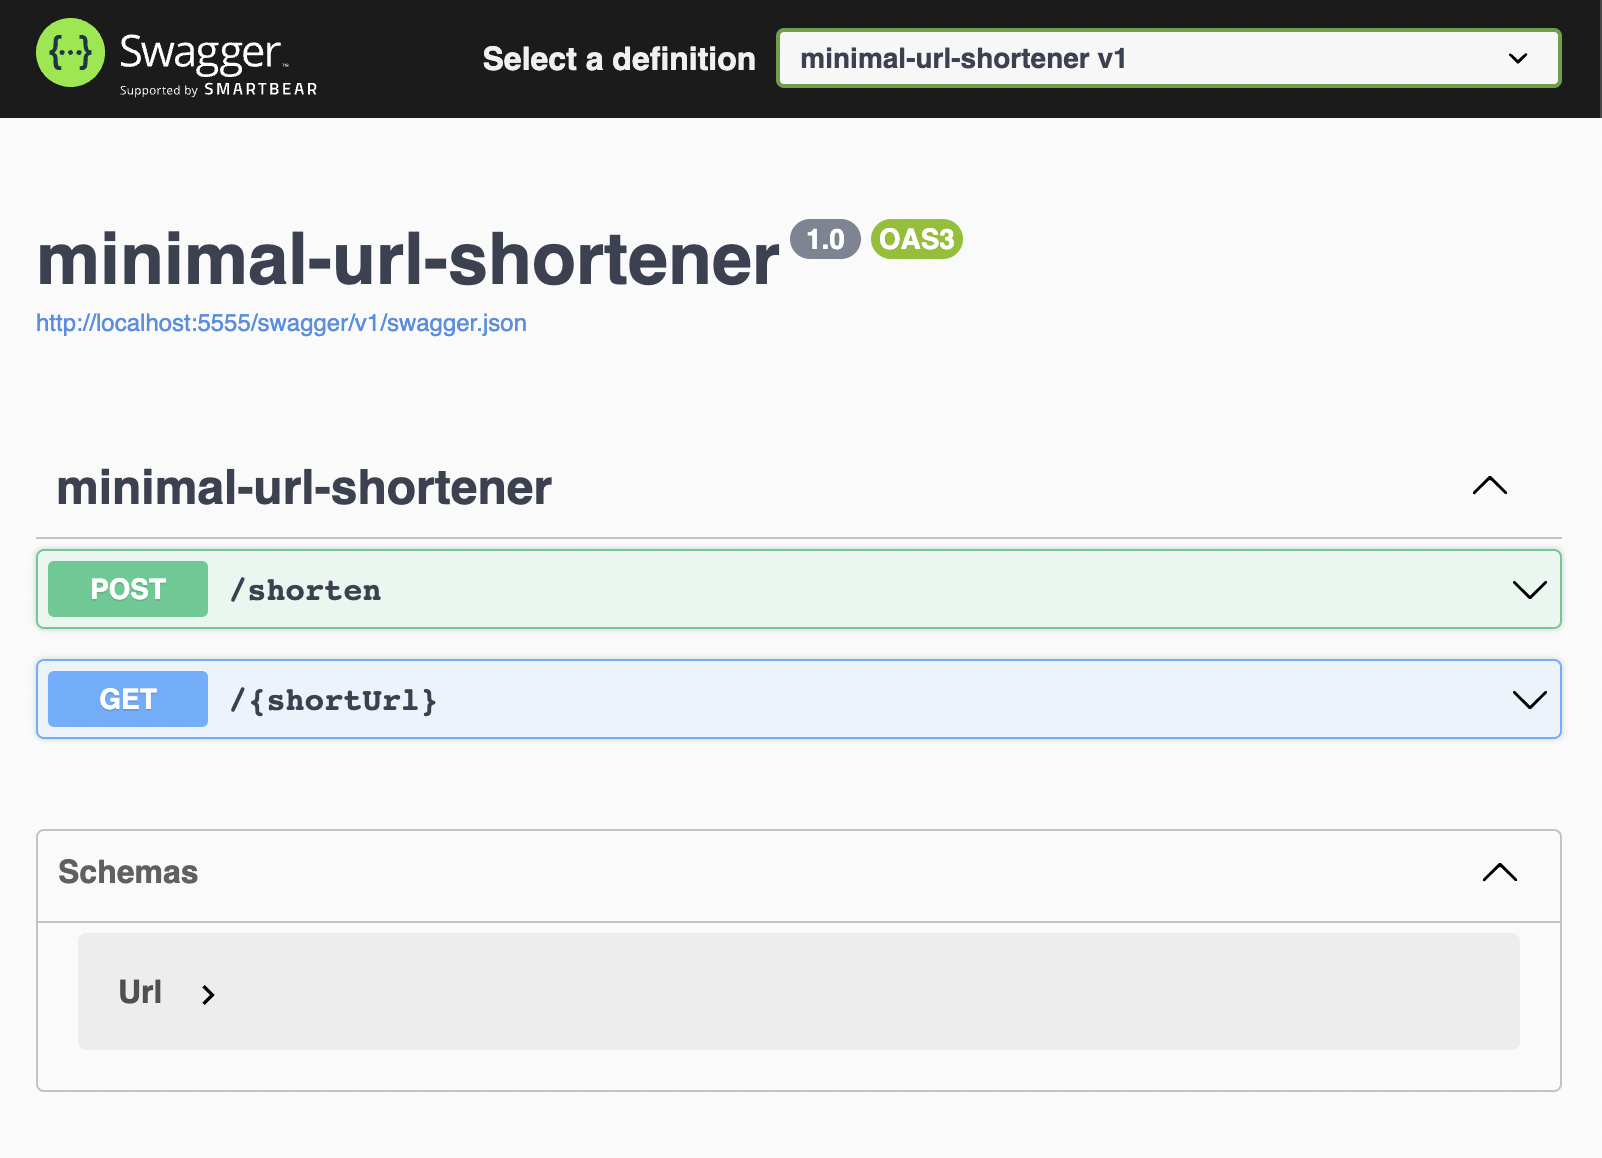 {···} Swagger™
Supported by SMARTBEAR
Select a definition
minimal-url-shortener v1
minimal-url-shortener 1.0 OAS3
http://localhost:5555/swagger/v1/swagger.json
minimal-url-shortener
POST /shorten
GET /{shortUrl}
Schemas
Url